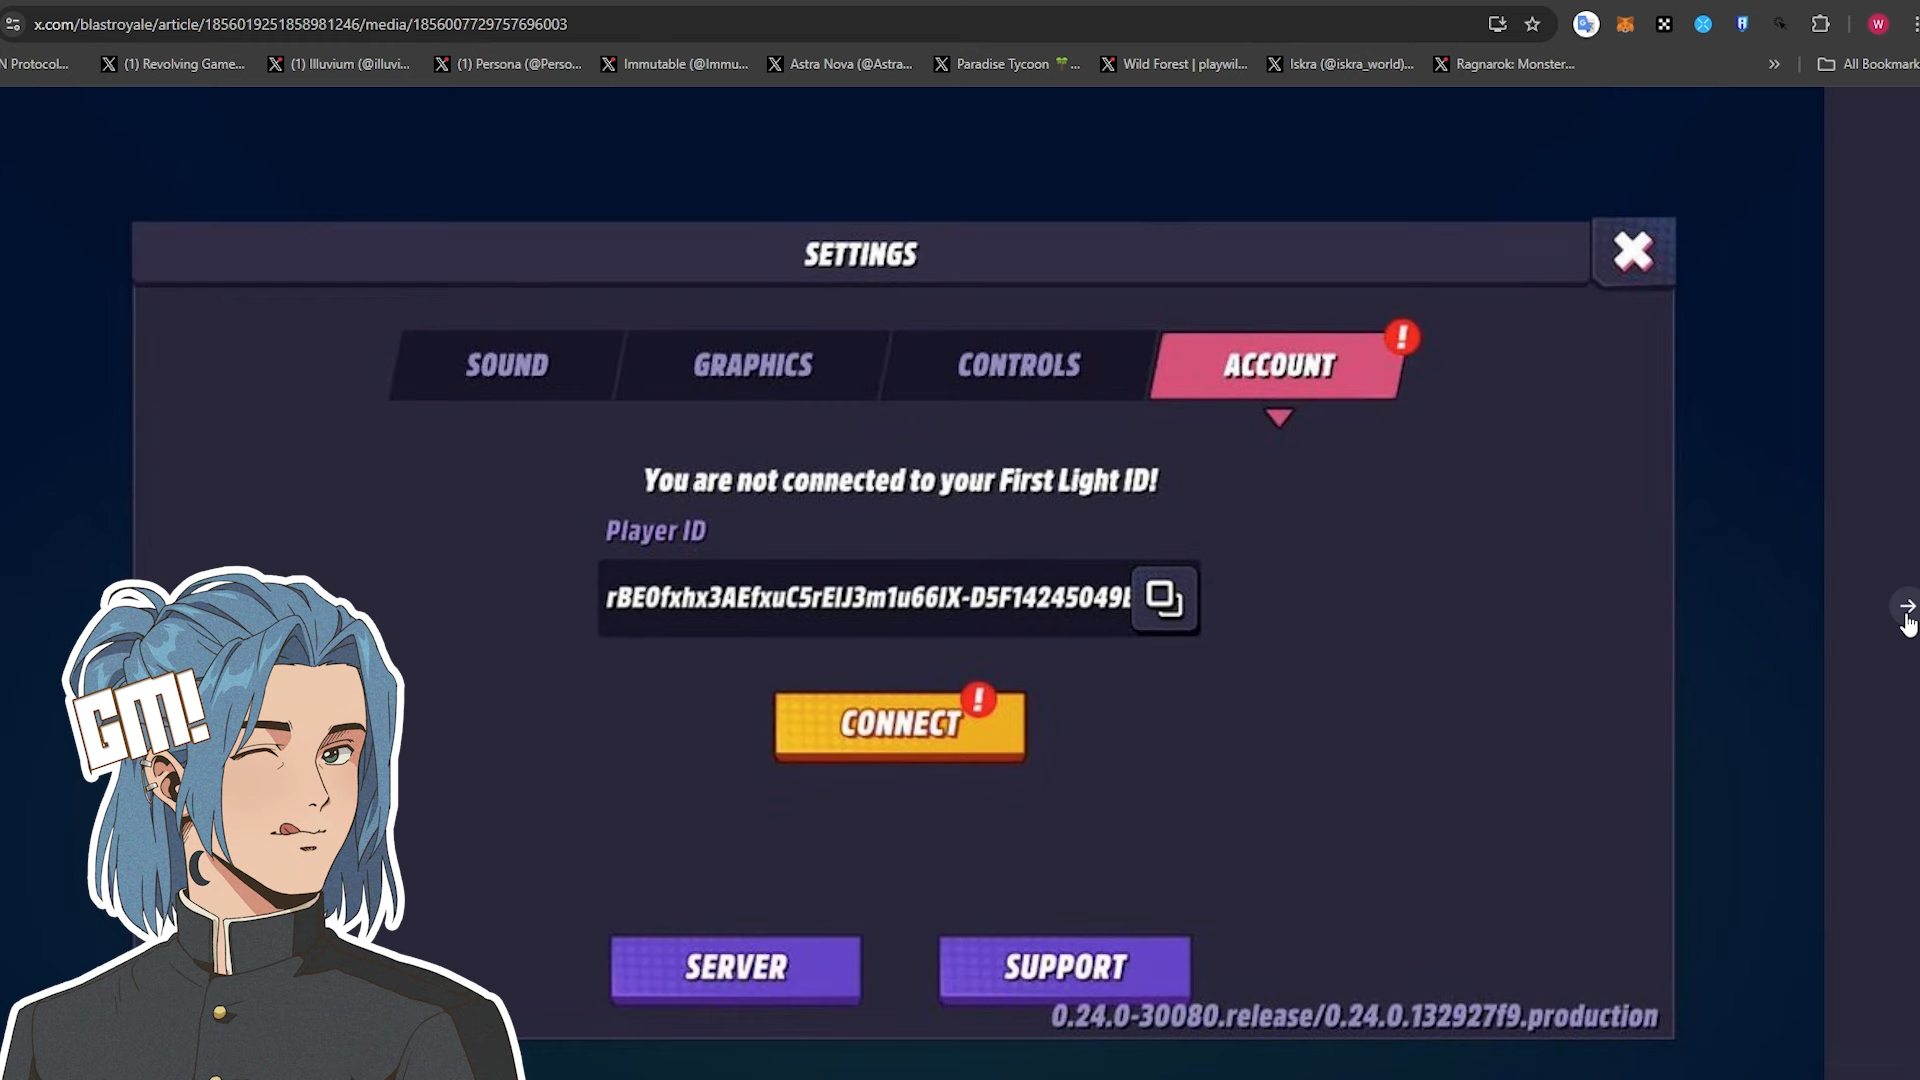 x.com/blastroyale/article/1856019251858981246/media/1856007729757696003
W
N Protocol...
(1) Revolving Game...
(1) Illuvium (@illuvi...
(1) Persona (@Perso...
Immutable (@Immu...
Astra Nova (@Astra...
Paradise Tycoon 🌴...
Wild Forest | playwil...
Iskra (@iskra_world)...
Ragnarok: Monster...
All Bookmark
SETTINGS
SOUND
GRAPHICS
CONTROLS
ACCOUNT
!
You are not connected to your First Light ID!
Player ID
CONNECT
!
GM!
SERVER
SUPPORT
0.24.0-30080.release/0.24.0.132927f9.production